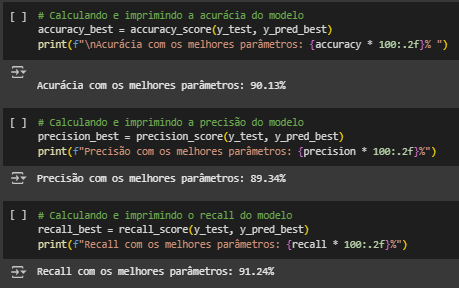 [ ] # Calculando e imprimindo a acurácia do modelo
accuracy_best = accuracy_score(y_test, y_pred_best)
print(f"\nAcurácia com os melhores parâmetros: {accuracy * 100:.2f}% ")
Acurácia com os melhores parâmetros: 90.13%
[ ] # Calculando e imprimindo a precisão do modelo
precision_best = precision_score(y_test, y_pred_best)
print(f"Precisão com os melhores parâmetros: {precision * 100:.2f}%")
Precisão com os melhores parâmetros: 89.34%
[ ] # Calculando e imprimindo o recall do modelo
recall_best = recall_score(y_test, y_pred_best)
print(f"Recall com os melhores parâmetros: {recall * 100:.2f}%")
Recall com os melhores parâmetros: 91.24%